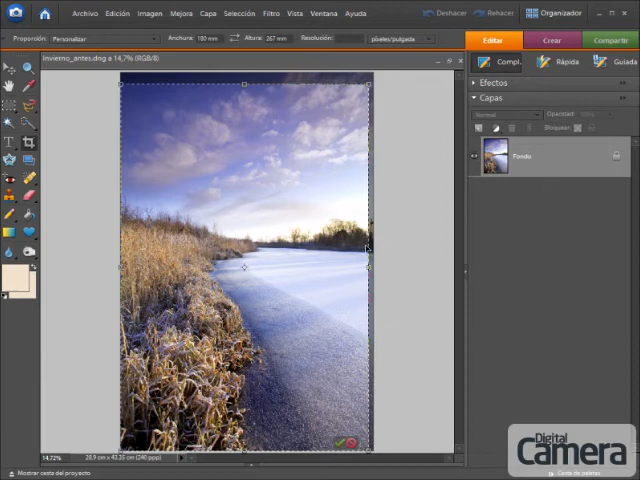 Archivo Edición Imagen Mejora Capa Selección Filtro Vista Ventana Ayuda Deshacer Rehacer Organizador
Proporción: Personalizar Anchura: 180 mm Altura: 267 mm Resolución: píxeles/pulgada Editar Crear Compartir
Invierno_antes.dng a 14,7% (RGB/8)
Compl. Rápida Guiada
Efectos
Capas
Normal Opacidad:
Bloquear:
Fondo
14,72% 28,9 cm x 43,35 cm (240 ppp)
Mostrar cesta del proyecto
Cesta de paletas
Digital
Camera